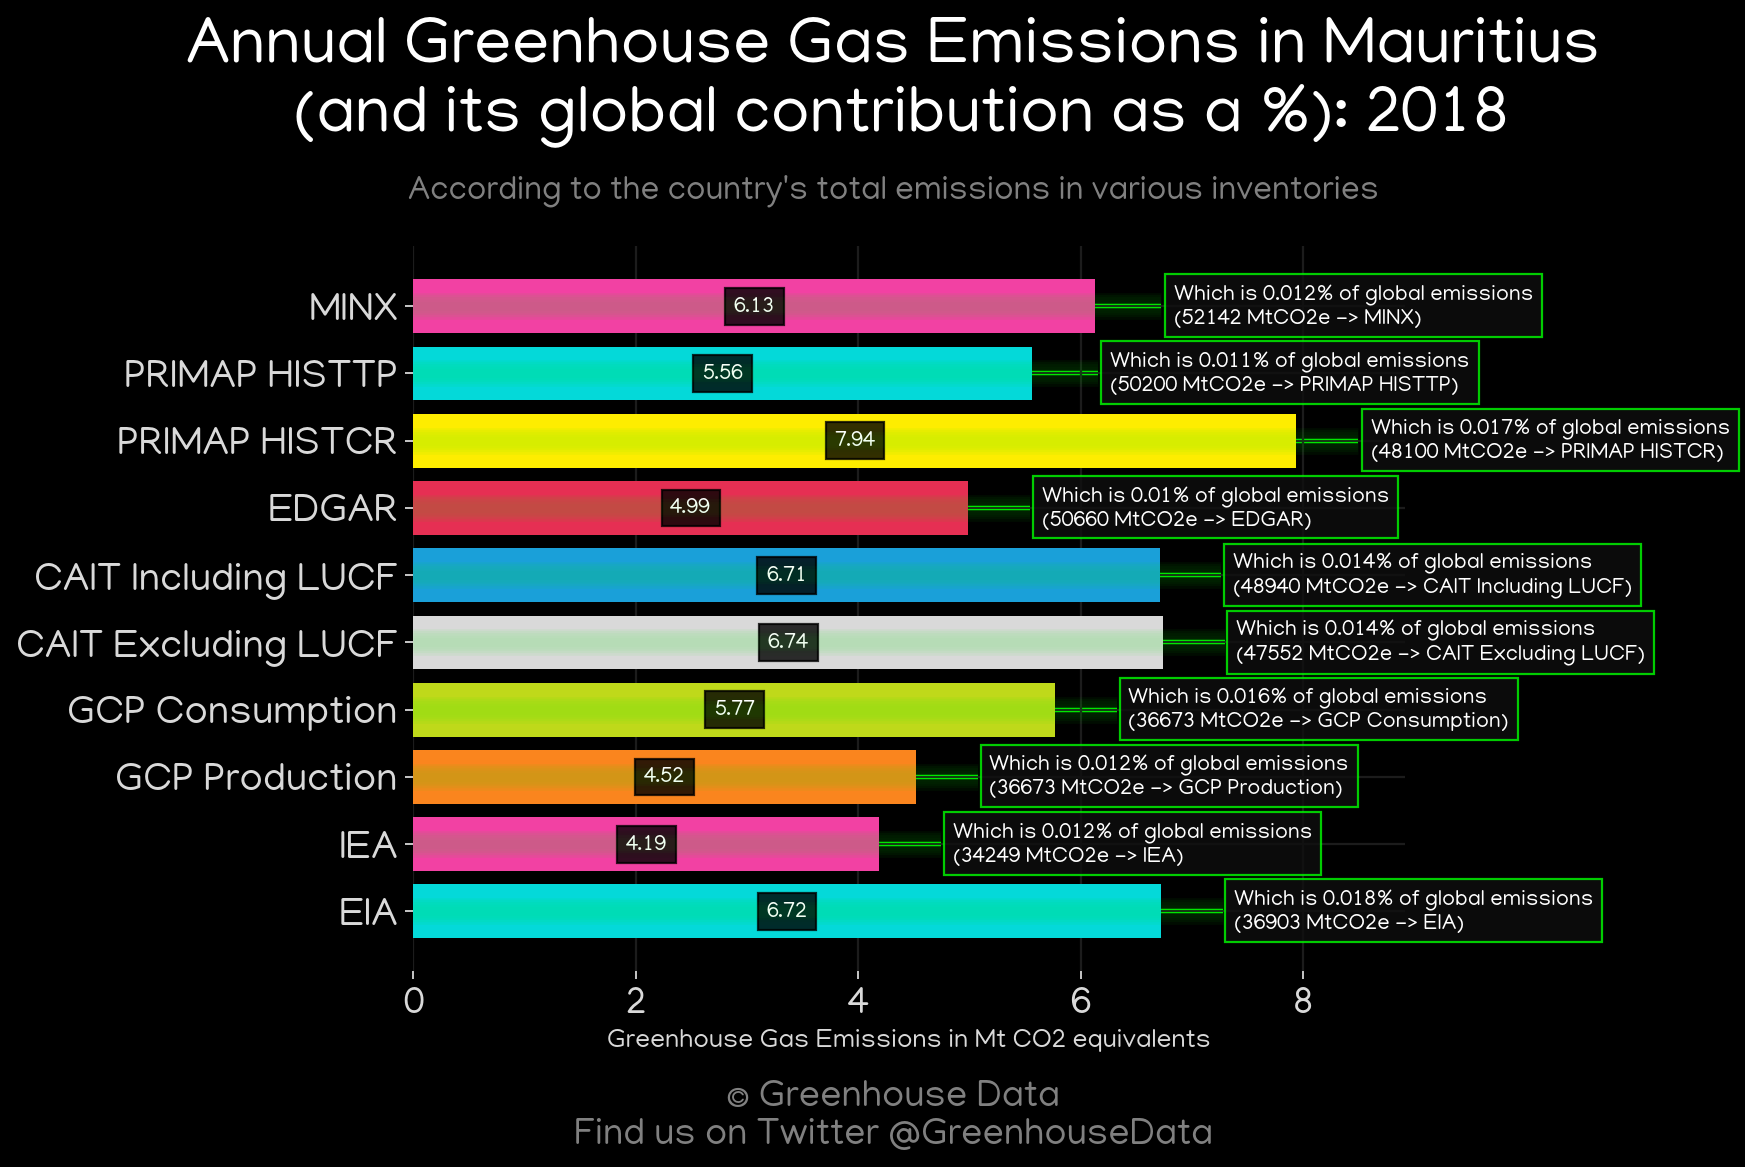 Annual Greenhouse Gas Emissions in Mauritius
(and its global contribution as a %): 2018
According to the country's total emissions in various inventories
MINX
6.13
Which is 0.012% of global emissions
(52142 MtCO2e -> MINX)
PRIMAP HISTTP
5.56
Which is 0.011% of global emissions
(50200 MtCO2e -> PRIMAP HISTTP)
PRIMAP HISTCR
7.94
Which is 0.017% of global emissions
(48100 MtCO2e -> PRIMAP HISTCR)
EDGAR
4.99
Which is 0.01% of global emissions
(50660 MtCO2e -> EDGAR)
CAIT Including LUCF
6.71
Which is 0.014% of global emissions
(48940 MtCO2e -> CAIT Including LUCF)
CAIT Excluding LUCF
6.74
Which is 0.014% of global emissions
(47552 MtCO2e -> CAIT Excluding LUCF)
GCP Consumption
5.77
Which is 0.016% of global emissions
(36673 MtCO2e -> GCP Consumption)
GCP Production
4.52
Which is 0.012% of global emissions
(36673 MtCO2e -> GCP Production)
IEA
4.19
Which is 0.012% of global emissions
(34249 MtCO2e -> IEA)
EIA
6.72
Which is 0.018% of global emissions
(36903 MtCO2e -> EIA)
0 2 4 6 8
Greenhouse Gas Emissions in Mt CO2 equivalents
© Greenhouse Data
Find us on Twitter @GreenhouseData